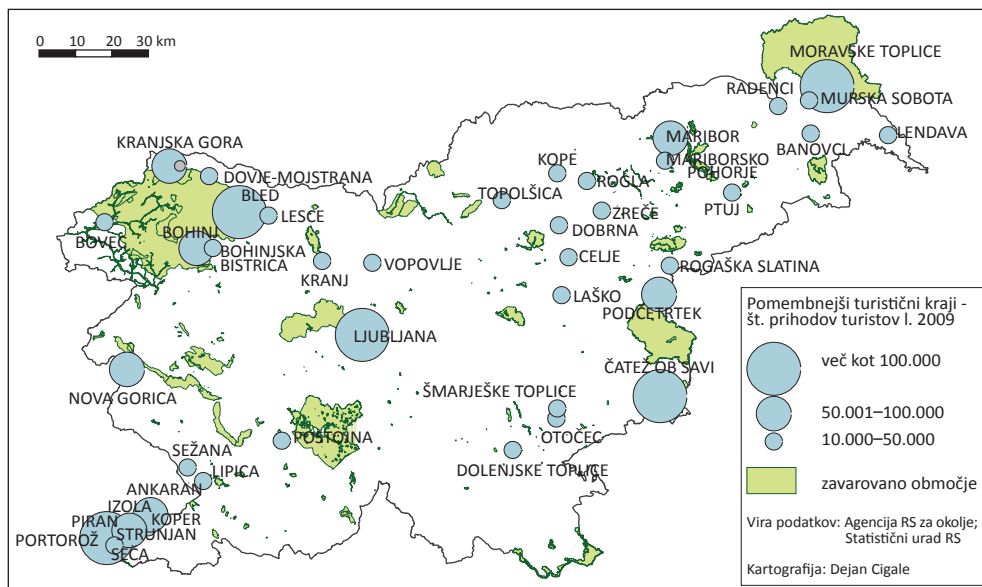 0 10 20 30 km
MORAVSKE TOPLICE
RADENCI
MURSKA SOBOTA
MARIBOR
LENDAVA
BANOVCI
KRANJSKA GORA
MARIBORSKO
POHORJE
KOPE
ROGLA
DOVJE-MOJSTRANA
TOPOLŠICA
PTUJ
BLED
LESCE
ZREČE
BOVEC
BOHINJ
DOBRNA
BOHINJSKA
BISTRICA
CELJE
VOPOVLJE
ROGAŠKA SLATINA
KRANJ
LAŠKO
PODČETRTEK
LJUBLJANA
ČATEŽ OB SAVI
NOVA GORICA
ŠMARJEŠKE TOPLICE
OTOČEC
POSTOJNA
SEŽANA
DOLENJSKE TOPLICE
LIPICA
ANKARAN
IZOLA
KOPER
PIRAN
STRUNJAN
PORTOROŽ
SEČA
Pomembnejši turistični kraji -
št. prihodov turistov l. 2009
več kot 100.000
50.001–100.000
10.000–50.000
zavarovano območje
Vira podatkov: Agencija RS za okolje;
Statistični urad RS
Kartografija: Dejan Cigale